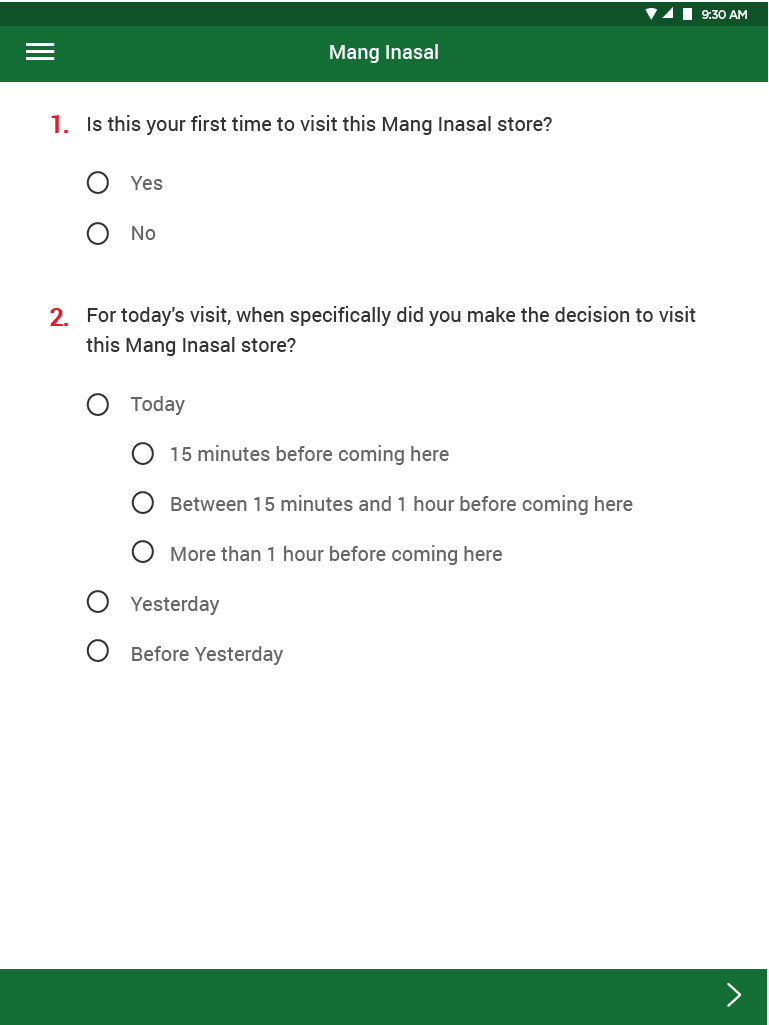 9:30 AM
Mang Inasal
1. Is this your first time to visit this Mang Inasal store?
Yes
No
2. For today's visit, when specifically did you make the decision to visit
this Mang Inasal store?
Today
15 minutes before coming here
Between 15 minutes and 1 hour before coming here
More than 1 hour before coming here
Yesterday
Before Yesterday